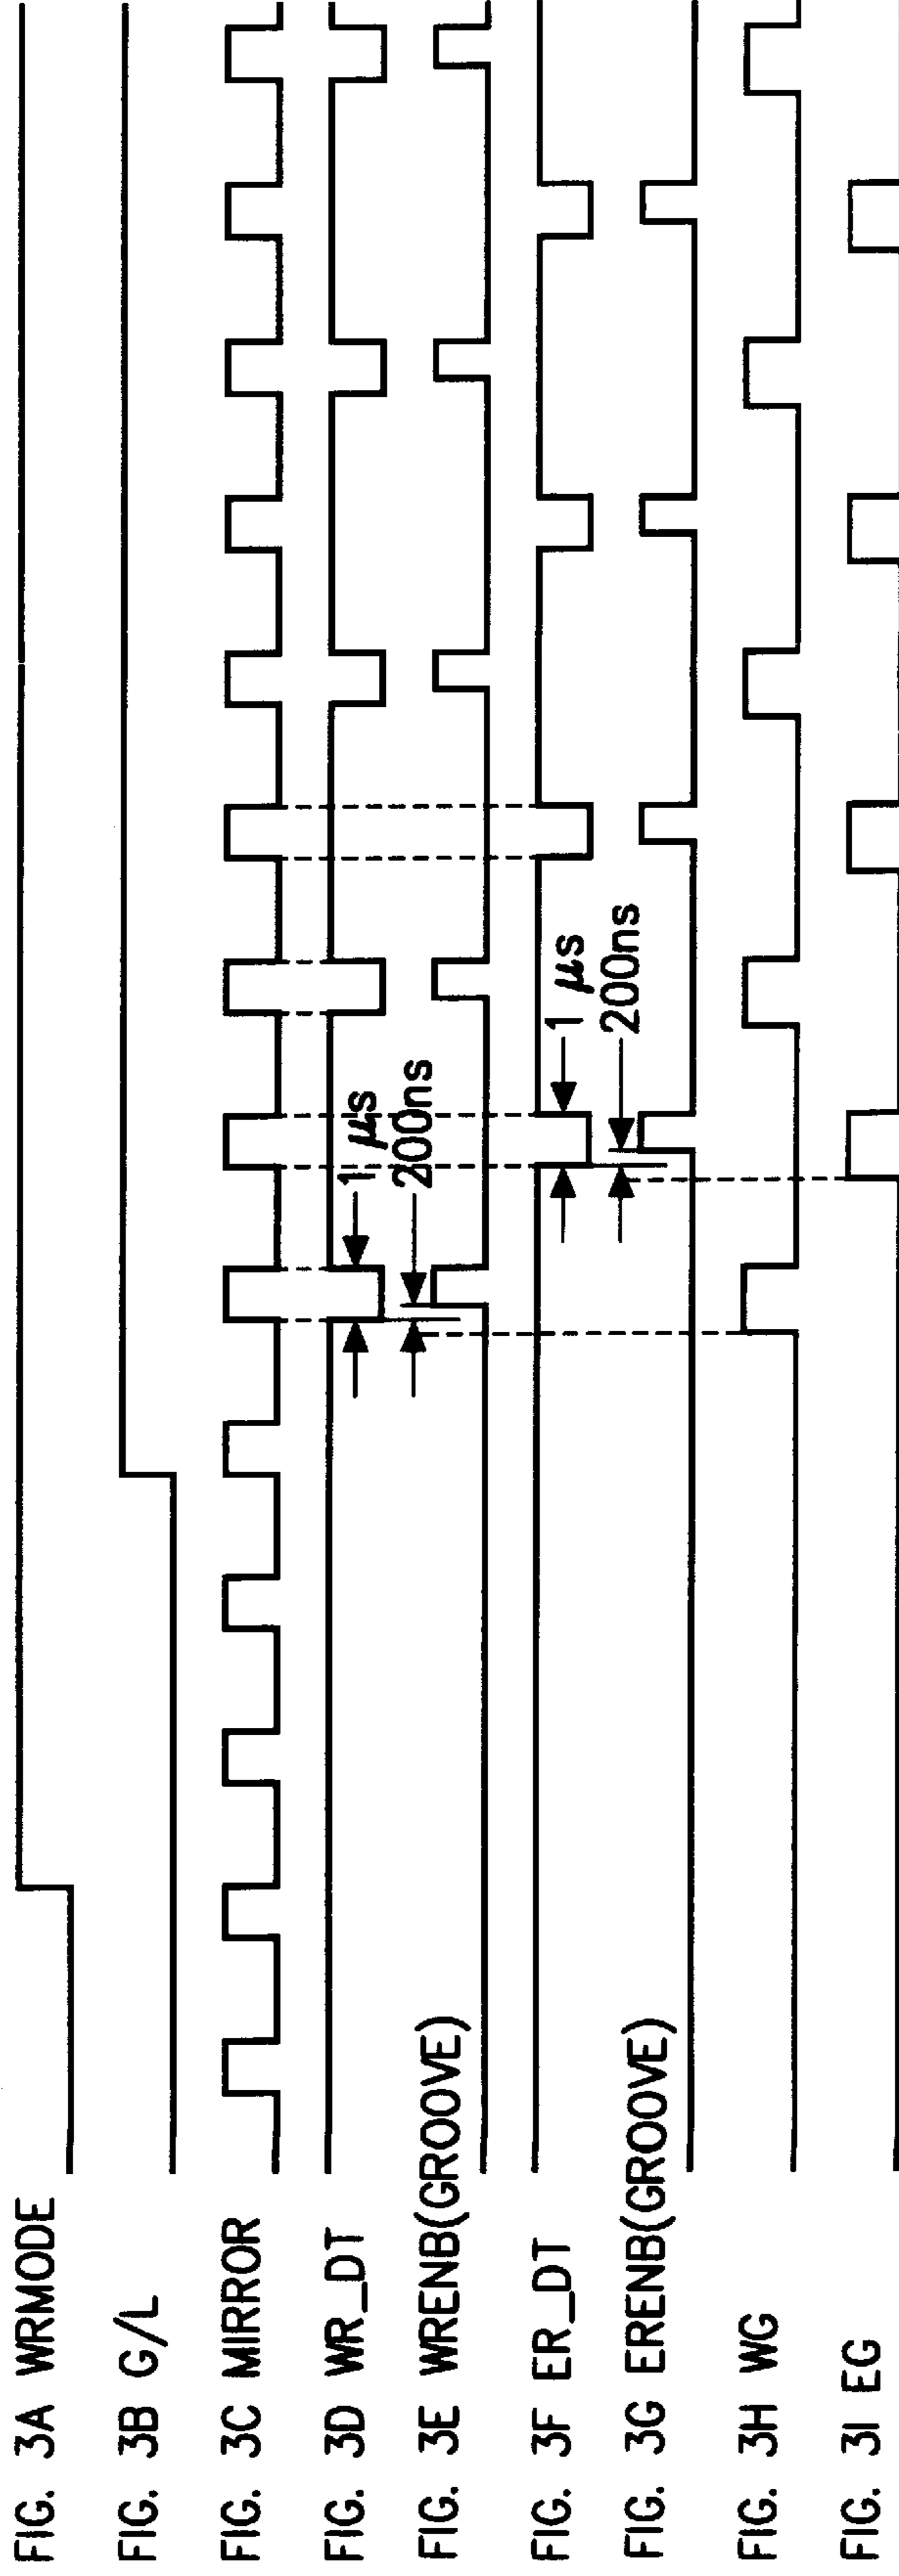 FIG. 3A WRMODE
FIG. 3B G/L
FIG. 3C MIRROR
FIG. 3D WR_DT
1 μs
200ns
FIG. 3E WRENB(GROOVE)
FIG. 3F ER_DT
1 μs
200ns
FIG. 3G ERENB(GROOVE)
FIG. 3H WG
FIG. 3I EG